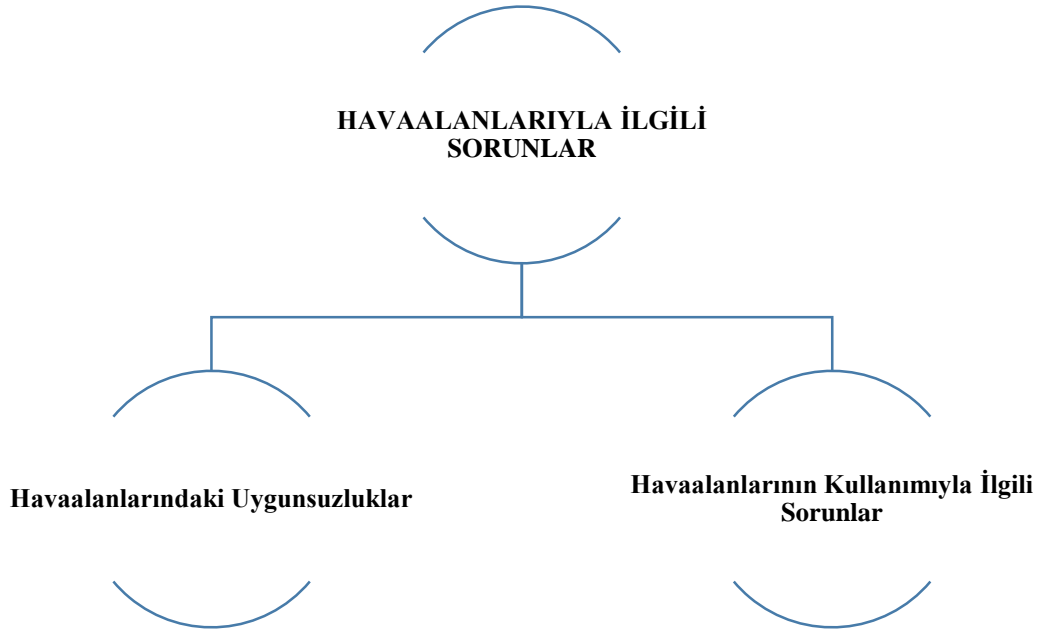 HAVAALANLARIYLA İLGİLİ
SORUNLAR
Havaalanlarındaki Uygunsuzluklar
Havaalanlarının Kullanımıyla İlgili
Sorunlar